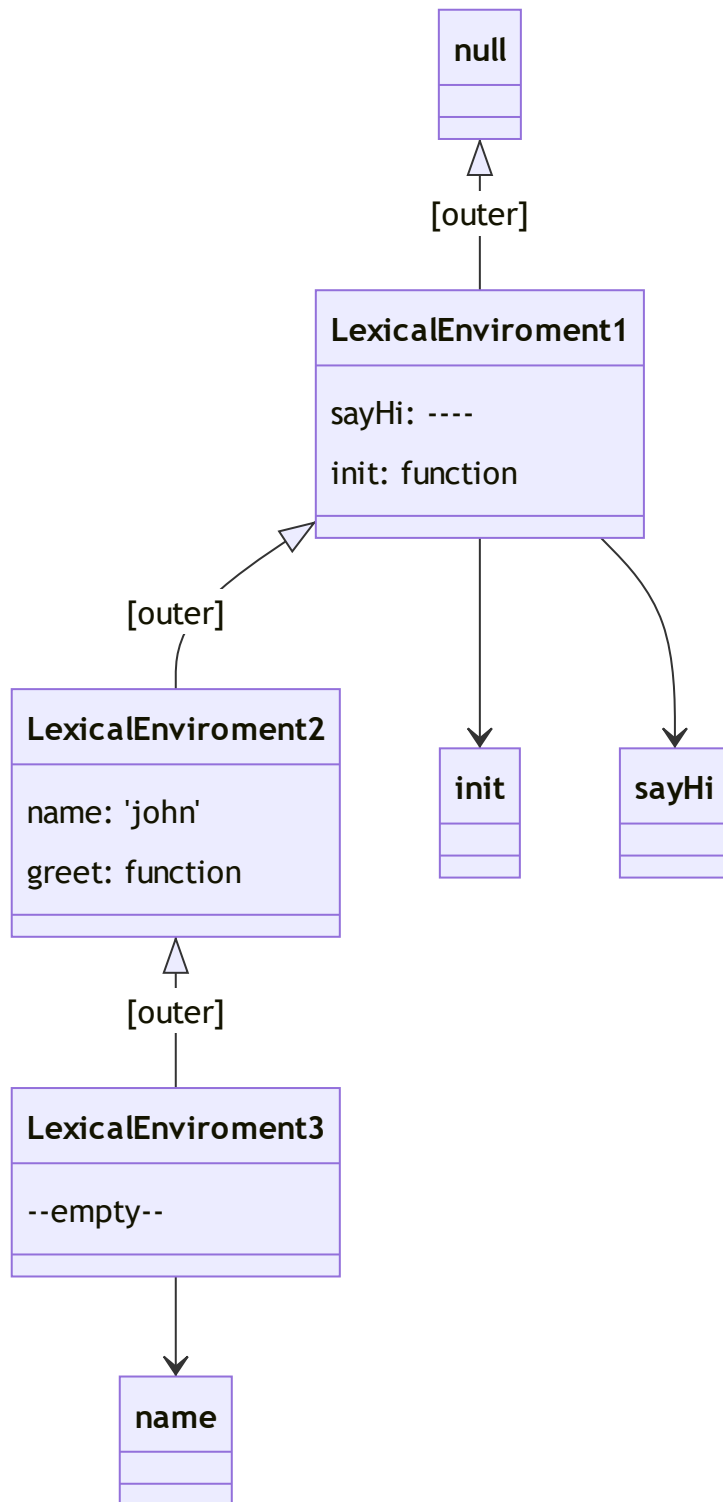 null
[outer]
LexicalEnviroment1
sayHi: ----
init: function
[outer]
LexicalEnviroment2
name: 'john'
greet: function
init
sayHi
[outer]
LexicalEnviroment3
--empty--
name